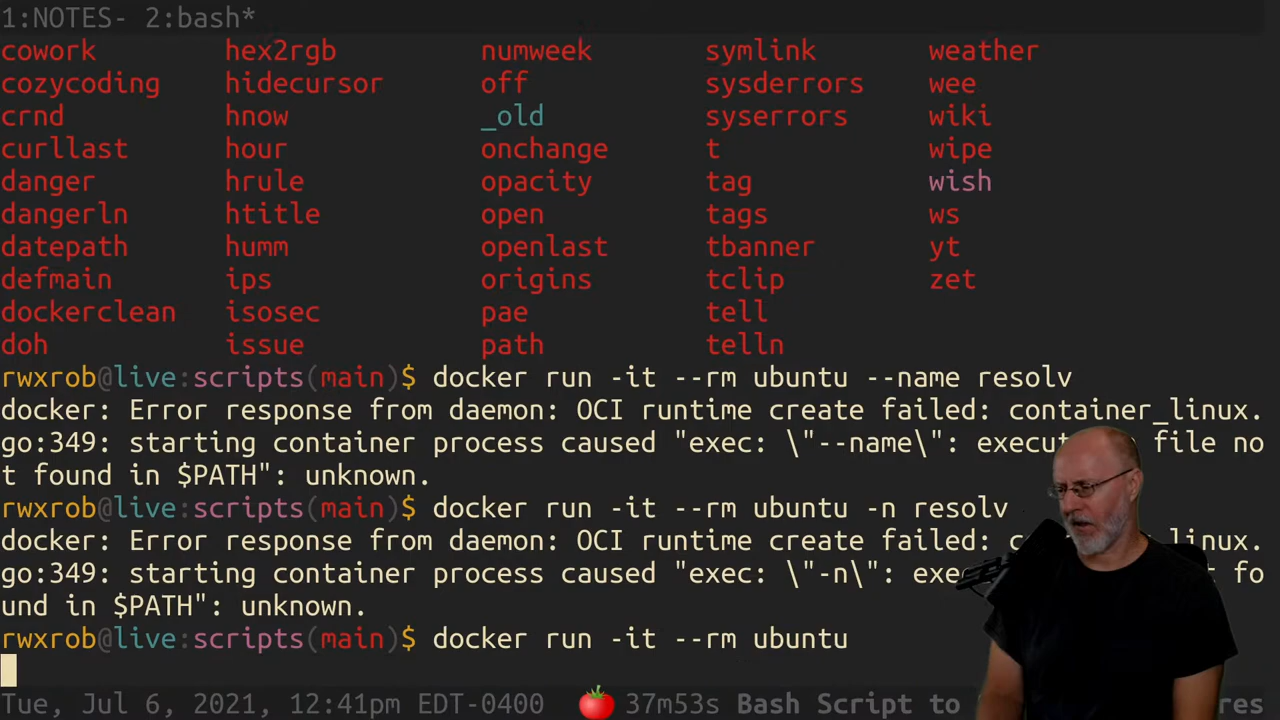 1:NOTES- 2:bash*
cowork hex2rgb numweek symlink weather
cozycoding hidecursor off sysderrors wee
crnd hnow _old syserrors wiki
curllast hour onchange t wipe
danger hrule opacity tag wish
dangerln htitle open tags ws
datepath humm openlast tbanner yt
defmain ips origins tclip zet
dockerclean isosec pae tell
doh issue path telln
rwxrob@live:scripts(main)$ docker run -it --rm ubuntu --name resolv
docker: Error response from daemon: OCI runtime create failed: container_linux.
go:349: starting container process caused "exec: \"--name\": file no
t found in $PATH": unknown.
rwxrob@live:scripts(main)$ docker run -it --rm ubuntu -n resolv
docker: Error response from daemon: OCI runtime create failed:
go:349: starting container process caused "exec: \"-n\": fo
und in $PATH": unknown.
rwxrob@live:scripts(main)$ docker run -it --rm ubuntu
Tue, Jul 6, 2021, 12:41pm EDT-0400 37m53s Bash Script to